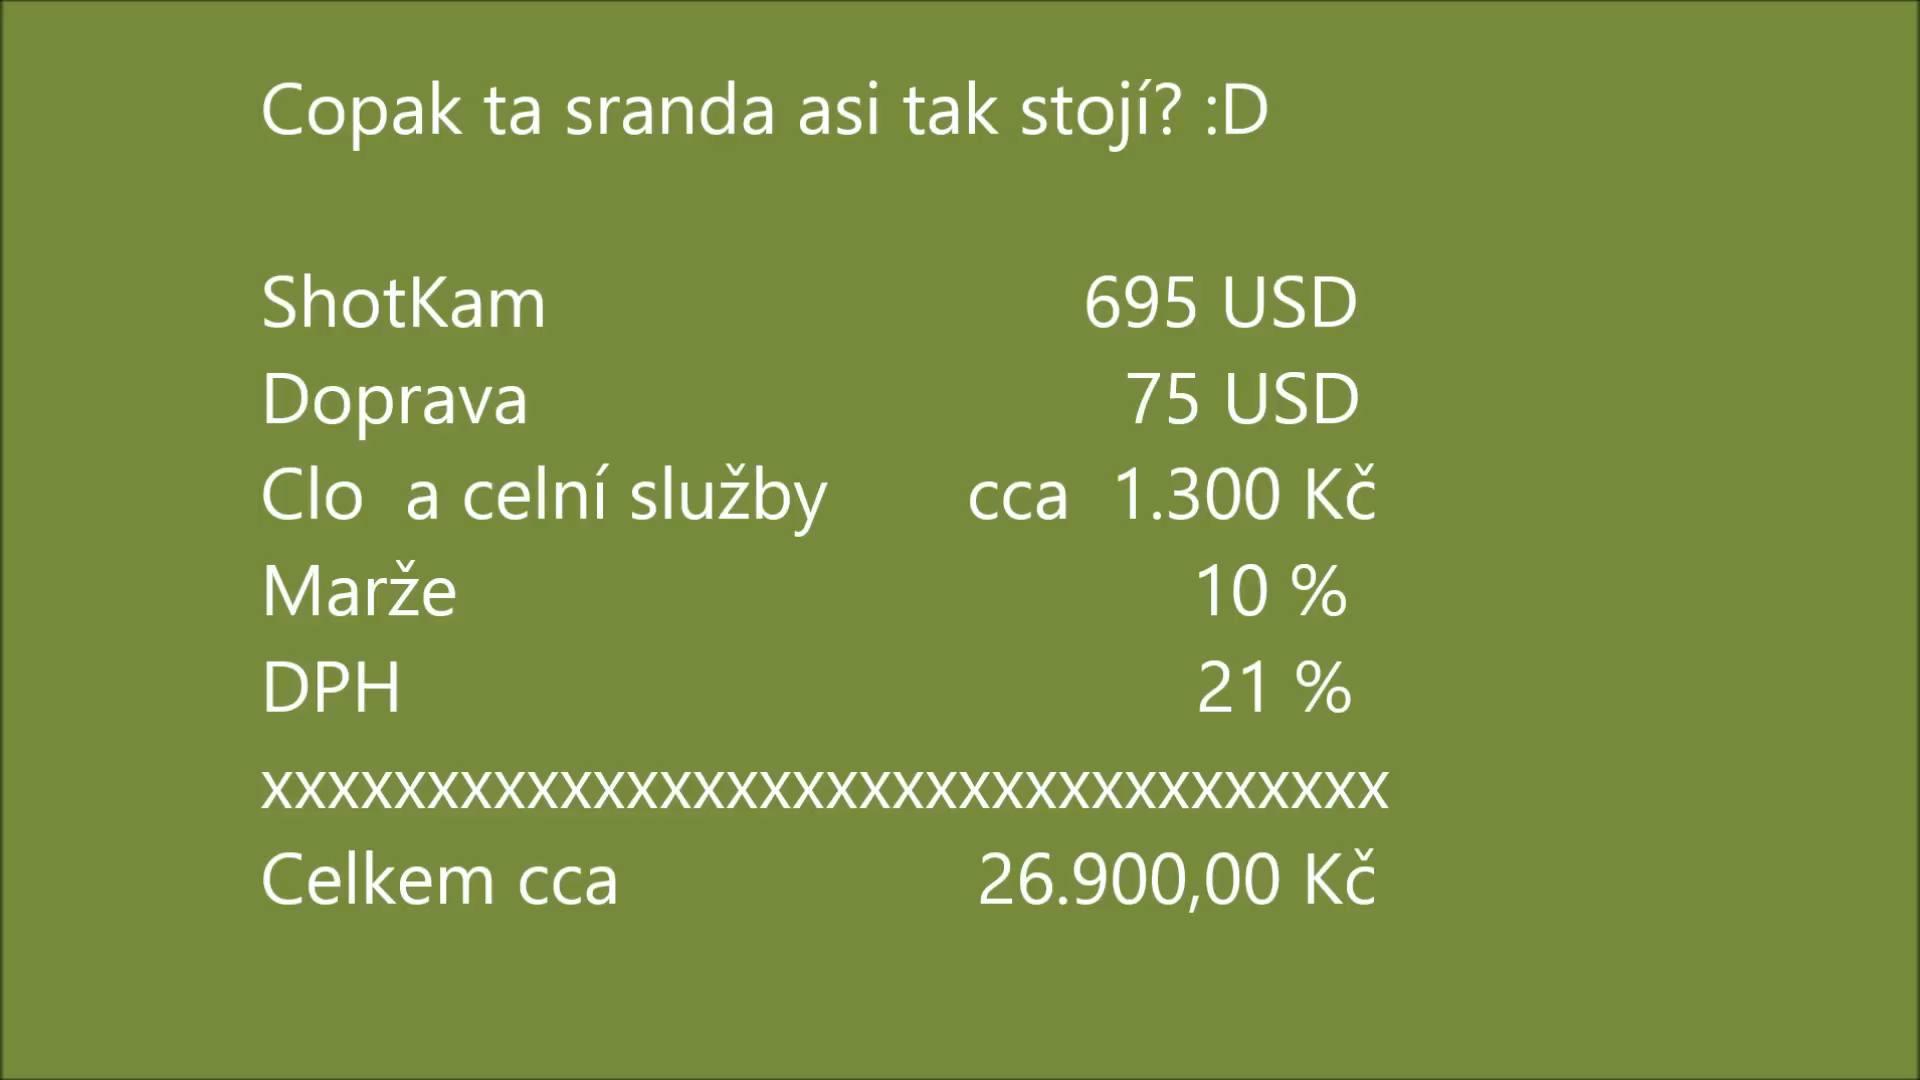 Copak ta sranda asi tak stojí? :D
ShotKam 695 USD
Doprava 75 USD
Clo a celní služby cca 1.300 Kč
Marže 10 %
DPH 21 %
xxxxxxxxxxxxxxxxxxxxxxxxxxxxxxxxxx
Celkem cca 26.900,00 Kč